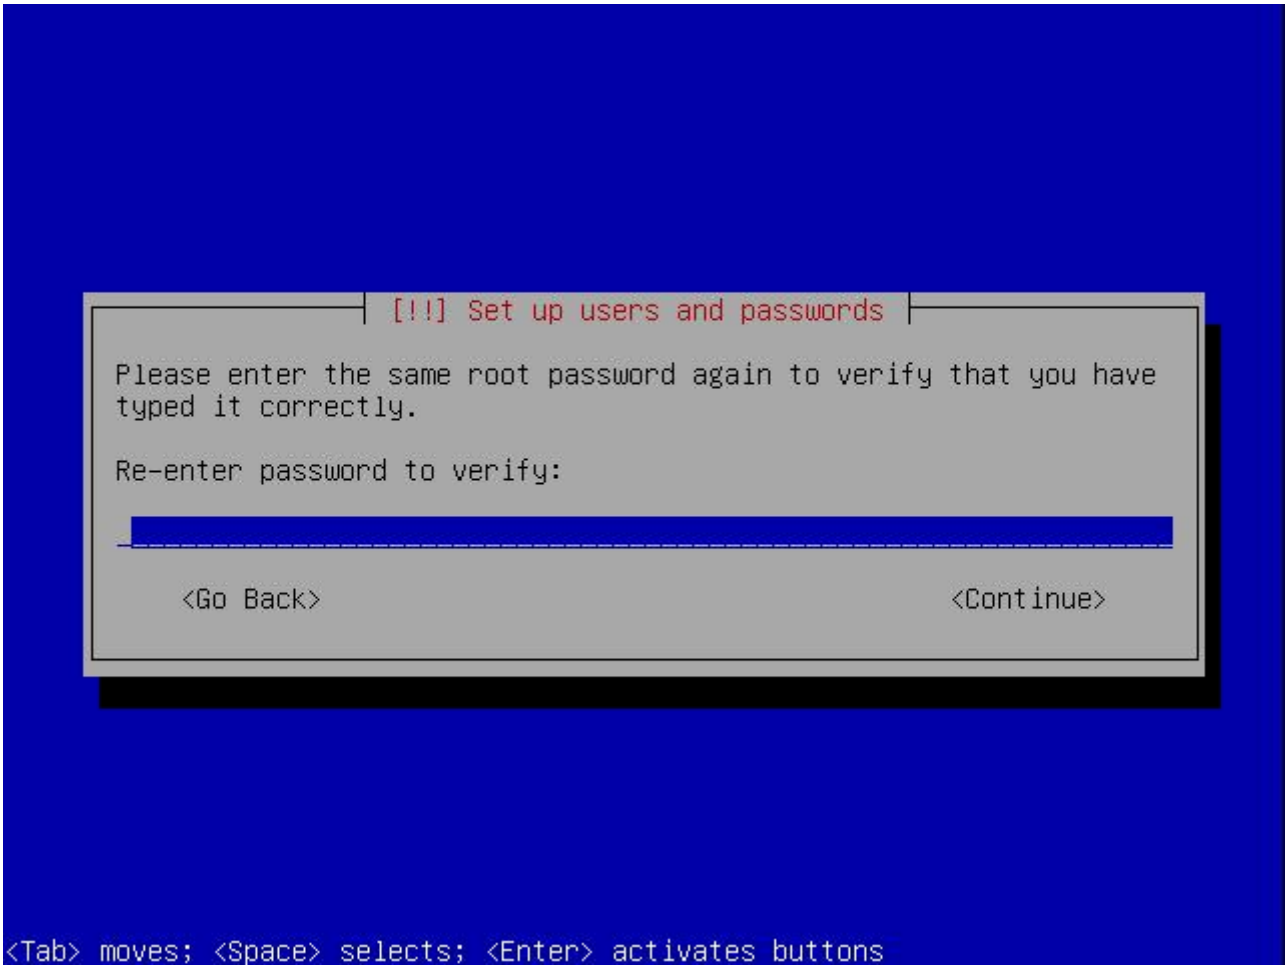 [!!] Set up users and passwords
Please enter the same root password again to verify that you have
typed it correctly.
Re-enter password to verify:
<Go Back> <Continue>
<Tab> moves; <Space> selects; <Enter> activates buttons